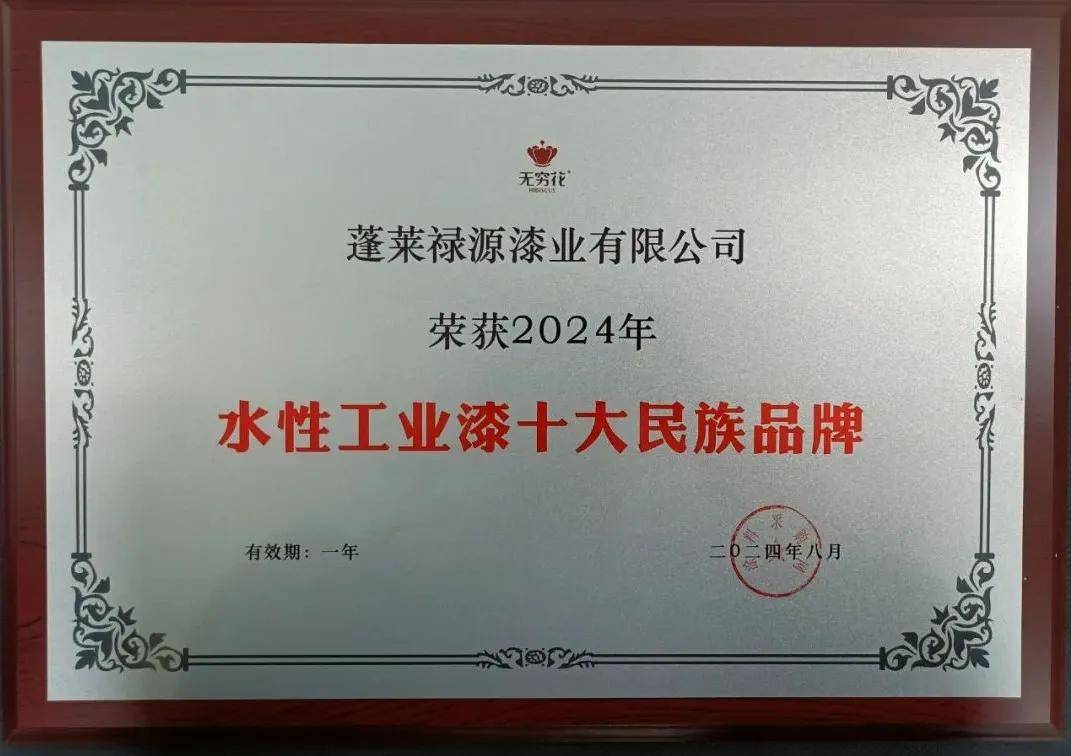 无穷花
HIBISCUS
蓬莱禄源漆业有限公司
荣获2024年
水性工业漆十大民族品牌
有效期：一年
二〇二四年八月